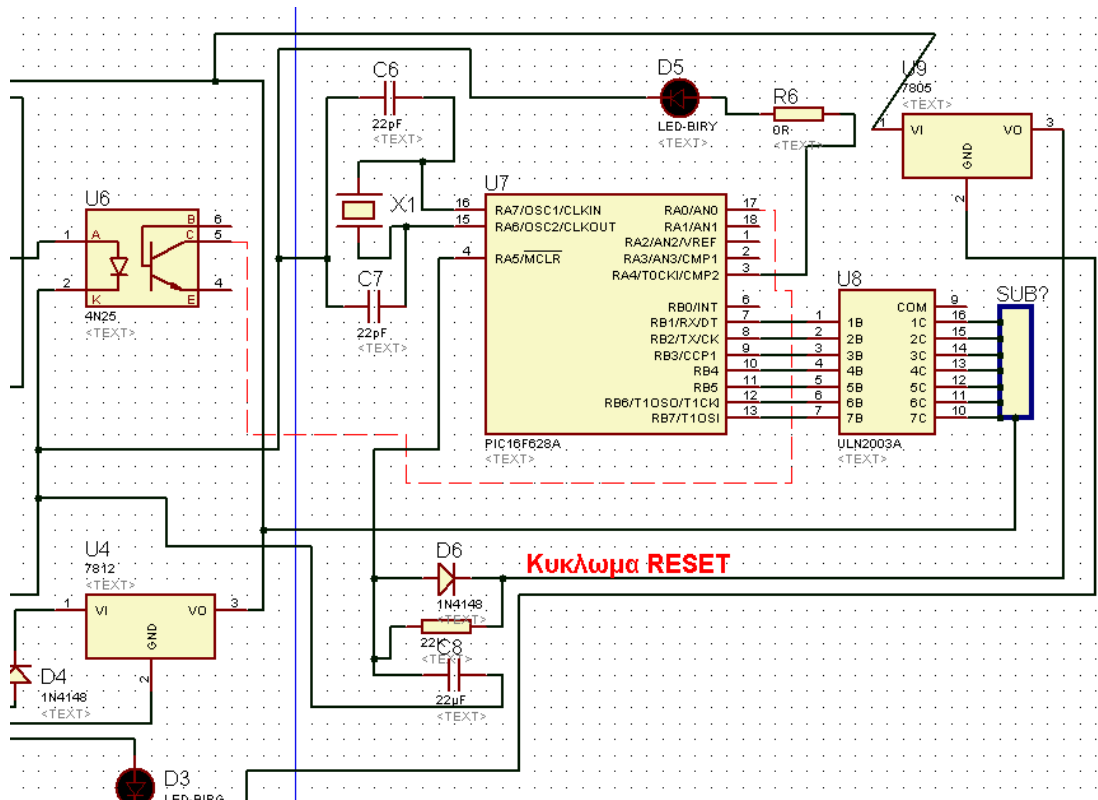 C6
22pF
<TEXT>
D5
LED-BIRY
<TEXT>
R6
0R
<TEXT>
U9
7805
<TEXT>
1
VI
VO
3
GND
2
U6
1
A
2
K
B
6
C
5
E
4
4N25
<TEXT>
X1
C7
22pF
<TEXT>
U7
16
RA7/OSC1/CLKIN
15
RA6/OSC2/CLKOUT
4
RA5/MCLR
RA0/AN0
17
RA1/AN1
18
RA2/AN2/VREF
1
RA3/AN3/CMP1
2
RA4/T0CKI/CMP2
3
RB0/INT
6
RB1/RX/DT
7
RB2/TX/CK
8
RB3/CCP1
9
RB4
10
RB5
11
RB6/T1OSO/T1CKI
12
RB7/T1OSI
13
PIC16F628A
<TEXT>
U8
1
1B
2
2B
3
3B
4
4B
5
5B
6
6B
7
7B
COM
9
1C
16
2C
15
3C
14
4C
13
5C
12
6C
11
7C
10
ULN2003A
<TEXT>
SUB?
U4
7812
<TEXT>
1
VI
VO
3
GND
2
D4
1N4148
<TEXT>
D6
1N4148
<TEXT>
Κυκλωμα RESET
22K
<TEXT>
C8
22μF
<TEXT>
D3
LED-BIRG